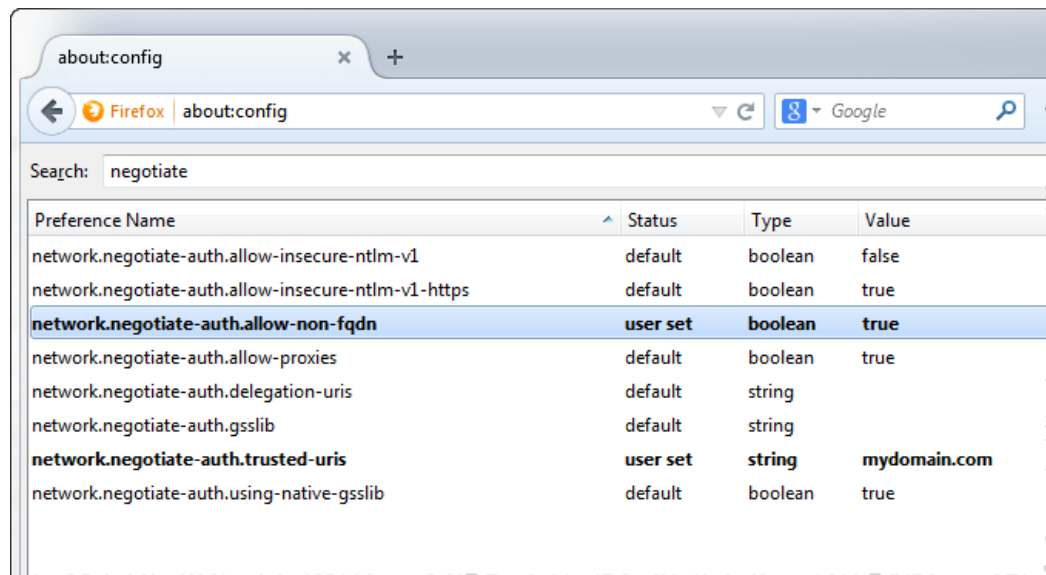 about:config
Firefox about:config Google
Search: negotiate
Preference Name Status Type Value
network.negotiate-auth.allow-insecure-ntlm-v1 default boolean false
network.negotiate-auth.allow-insecure-ntlm-v1-https default boolean true
network.negotiate-auth.allow-non-fqdn user set boolean true
network.negotiate-auth.allow-proxies default boolean true
network.negotiate-auth.delegation-uris default string
network.negotiate-auth.gsslib default string
network.negotiate-auth.trusted-uris user set string mydomain.com
network.negotiate-auth.using-native-gsslib default boolean true